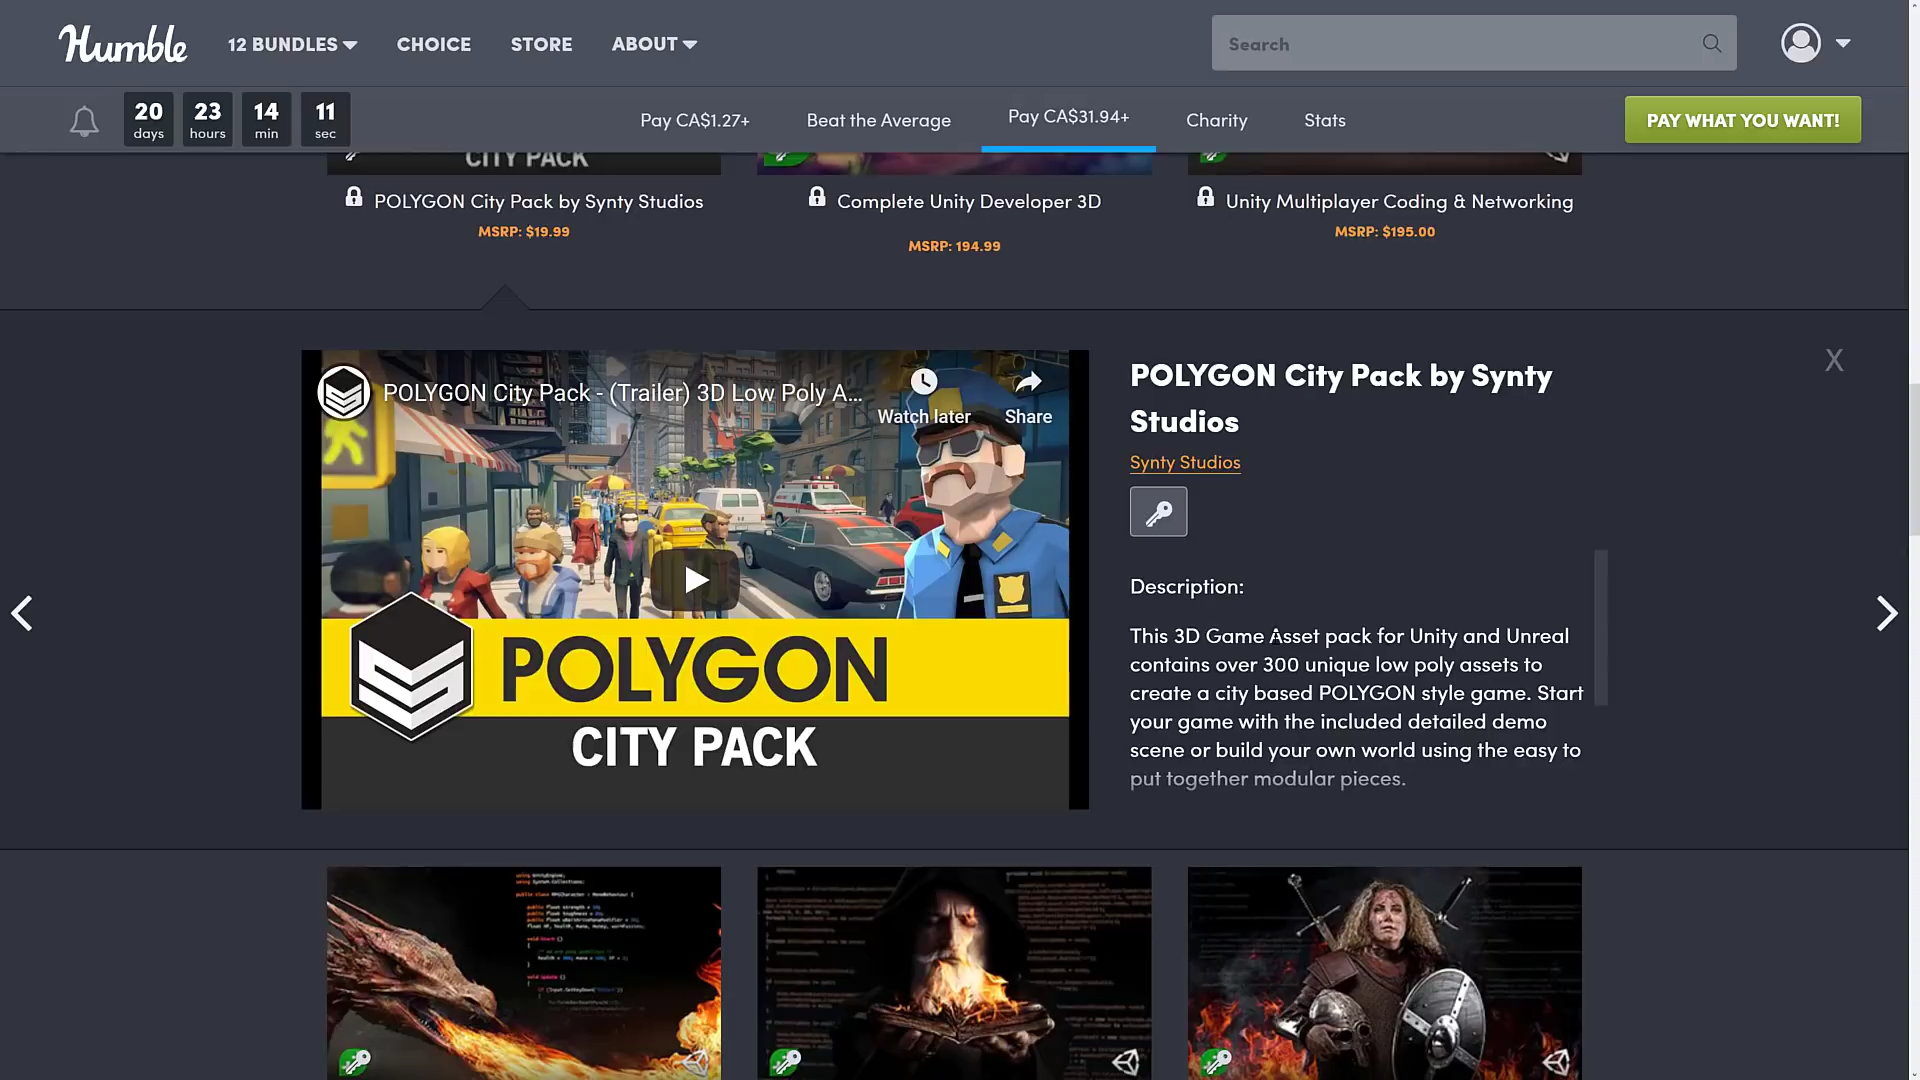 Humble
12 BUNDLES
CHOICE
STORE
ABOUT
Search
20
days
23
hours
14
min
11
sec
Pay CA$1.27+
Beat the Average
Pay CA$31.94+
Charity
Stats
PAY WHAT YOU WANT!
CITY PACK
POLYGON City Pack by Synty Studios
MSRP: $19.99
Complete Unity Developer 3D
MSRP: 194.99
Unity Multiplayer Coding & Networking
MSRP: $195.00
POLYGON City Pack - (Trailer) 3D Low Poly A...
Watch later
Share
POLYGON
CITY PACK
X
POLYGON City Pack by Synty
Studios
Synty Studios
Description:
This 3D Game Asset pack for Unity and Unreal
contains over 300 unique low poly assets to
create a city based POLYGON style game. Start
your game with the included detailed demo
scene or build your own world using the easy to
put together modular pieces.